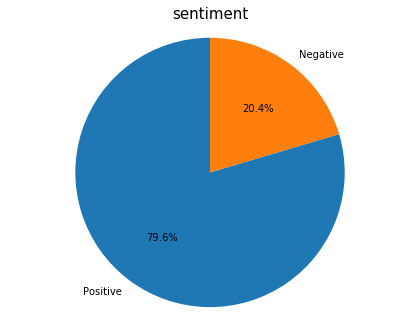 sentiment
Negative
20.4%
79.6%
Positive